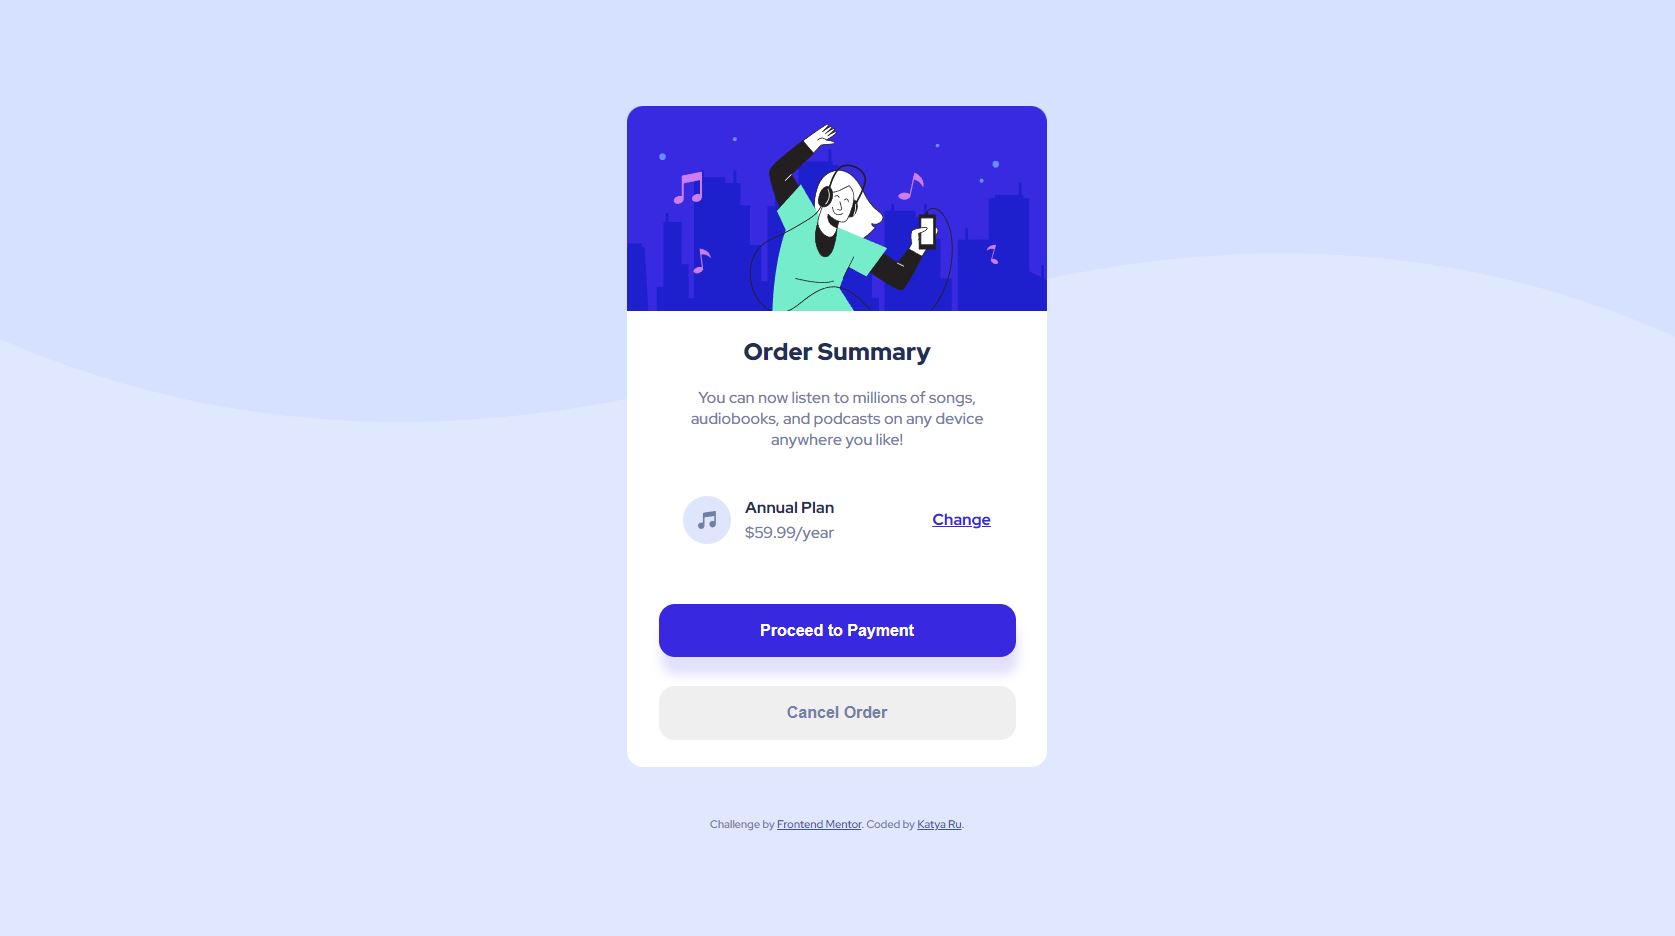 Order Summary
You can now listen to millions of songs,
audiobooks, and podcasts on any device
anywhere you like!
Annual Plan
$59.99/year
Change
Proceed to Payment
Cancel Order
Challenge by Frontend Mentor. Coded by Katya Ru.